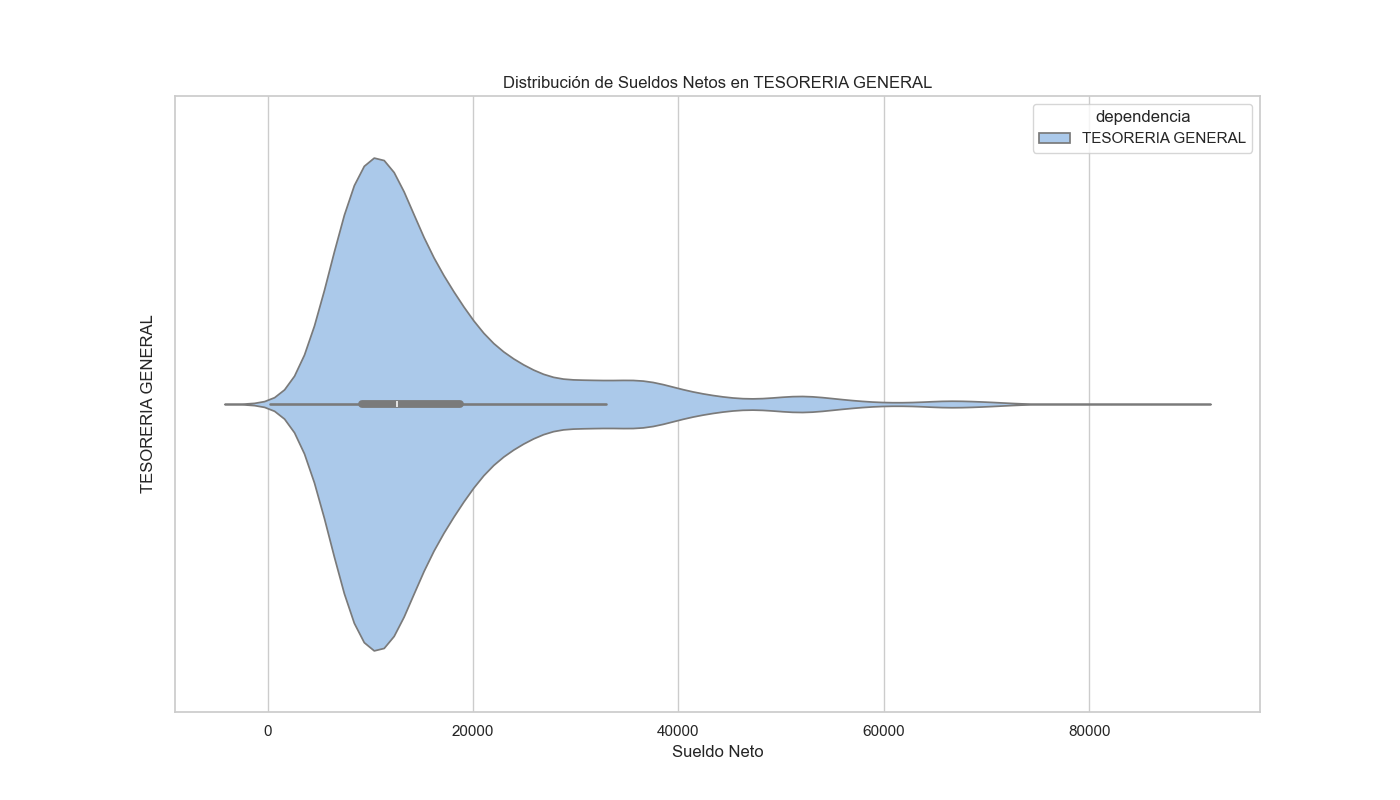 Distribución de Sueldos Netos en TESORERIA GENERAL
dependencia
TESORERIA GENERAL
TESORERIA GENERAL
0 20000 40000 60000 80000
Sueldo Neto